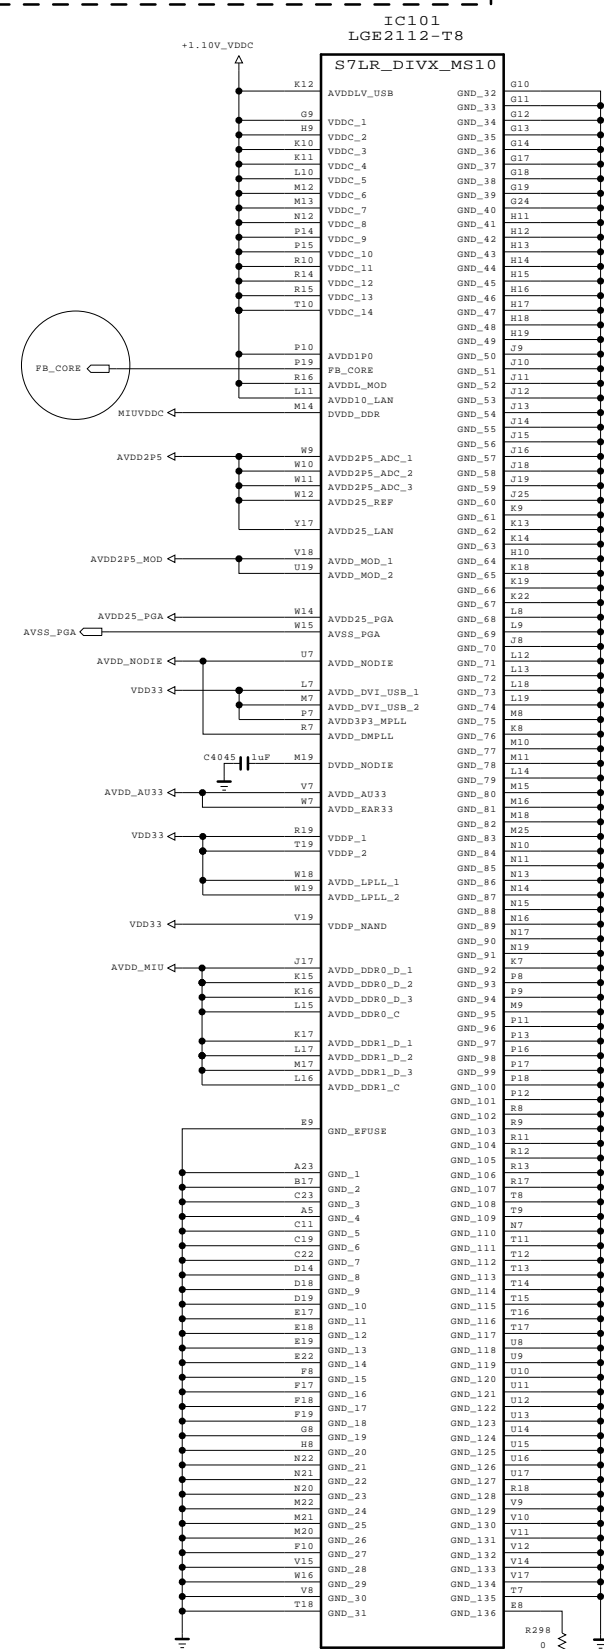 IC101
LGE2112-T8
+1.10V_VDDC
S7LR_DIVX_MS10
K12 AVDDLV_USB
G9 VDDC_1
H9 VDDC_2
K10 VDDC_3
K11 VDDC_4
L10 VDDC_5
M12 VDDC_6
M13 VDDC_7
N12 VDDC_8
P14 VDDC_9
P15 VDDC_10
R10 VDDC_11
R14 VDDC_12
R15 VDDC_13
T10 VDDC_14
P10 AVDD1P0
FB_CORE P19 FB_CORE
R16 AVDDL_MOD
L11 AVDD10_LAN
MIUVDDC M14 DVDD_DDR
AVDD2P5 W9 AVDD2P5_ADC_1
W10 AVDD2P5_ADC_2
W11 AVDD2P5_ADC_3
W12 AVDD25_REF
Y17 AVDD25_LAN
AVDD2P5_MOD V18 AVDD_MOD_1
U19 AVDD_MOD_2
AVDD25_PGA W14 AVDD25_PGA
AVSS_PGA W15 AVSS_PGA
AVDD_NODIE U7 AVDD_NODIE
VDD33 L7 AVDD_DVI_USB_1
M7 AVDD_DVI_USB_2
P7 AVDD3P3_MPLL
R7 AVDD_DMPLL
C4045 1uF M19 DVDD_NODIE
AVDD_AU33 V7 AVDD_AU33
W7 AVDD_EAR33
VDD33 R19 VDDP_1
T19 VDDP_2
W18 AVDD_LPLL_1
W19 AVDD_LPLL_2
VDD33 V19 VDDP_NAND
AVDD_MIU J17 AVDD_DDR0_D_1
K15 AVDD_DDR0_D_2
K16 AVDD_DDR0_D_3
L15 AVDD_DDR0_C
K17 AVDD_DDR1_D_1
L17 AVDD_DDR1_D_2
M17 AVDD_DDR1_D_3
L16 AVDD_DDR1_C
E9 GND_EFUSE
A23 GND_1
B17 GND_2
C23 GND_3
A5 GND_4
C11 GND_5
C19 GND_6
C22 GND_7
D14 GND_8
D18 GND_9
D19 GND_10
E17 GND_11
E18 GND_12
E19 GND_13
E22 GND_14
F8 GND_15
F17 GND_16
F18 GND_17
F19 GND_18
G8 GND_19
H8 GND_20
N22 GND_21
N21 GND_22
N20 GND_23
M22 GND_24
M21 GND_25
M20 GND_26
F10 GND_27
V15 GND_28
W16 GND_29
V8 GND_30
T18 GND_31
GND_32 G10
GND_33 G11
GND_34 G12
GND_35 G13
GND_36 G14
GND_37 G17
GND_38 G18
GND_39 G19
GND_40 G24
GND_41 H11
GND_42 H12
GND_43 H13
GND_44 H14
GND_45 H15
GND_46 H16
GND_47 H17
GND_48 H18
GND_49 H19
GND_50 J9
GND_51 J10
GND_52 J11
GND_53 J12
GND_54 J13
GND_55 J14
GND_56 J15
GND_57 J16
GND_58 J18
GND_59 J19
GND_60 J25
GND_61 K9
GND_62 K13
GND_63 K14
GND_64 H10
GND_65 K18
GND_66 K19
GND_67 K22
GND_68 L8
GND_69 L9
GND_70 J8
GND_71 L12
GND_72 L13
GND_73 L18
GND_74 L19
GND_75 M8
GND_76 K8
GND_77 M10
GND_78 M11
GND_79 L14
GND_80 M15
GND_81 M16
GND_82 M18
GND_83 M25
GND_84 N10
GND_85 N11
GND_86 N13
GND_87 N14
GND_88 N15
GND_89 N16
GND_90 N17
GND_91 N19
GND_92 K7
GND_93 P8
GND_94 P9
GND_95 M9
GND_96 P11
GND_97 P13
GND_98 P16
GND_99 P17
GND_100 P18
GND_101 P12
GND_102 R8
GND_103 R9
GND_104 R11
GND_105 R12
GND_106 R13
GND_107 R17
GND_108 T8
GND_109 T9
GND_110 N7
GND_111 T11
GND_112 T12
GND_113 T13
GND_114 T14
GND_115 T15
GND_116 T16
GND_117 T17
GND_118 U8
GND_119 U9
GND_120 U10
GND_121 U11
GND_122 U12
GND_123 U13
GND_124 U14
GND_125 U15
GND_126 U16
GND_127 U17
GND_128 R18
GND_129 V9
GND_130 V10
GND_131 V11
GND_132 V12
GND_133 V14
GND_134 V17
GND_135 T7
GND_136 E8
R298
0